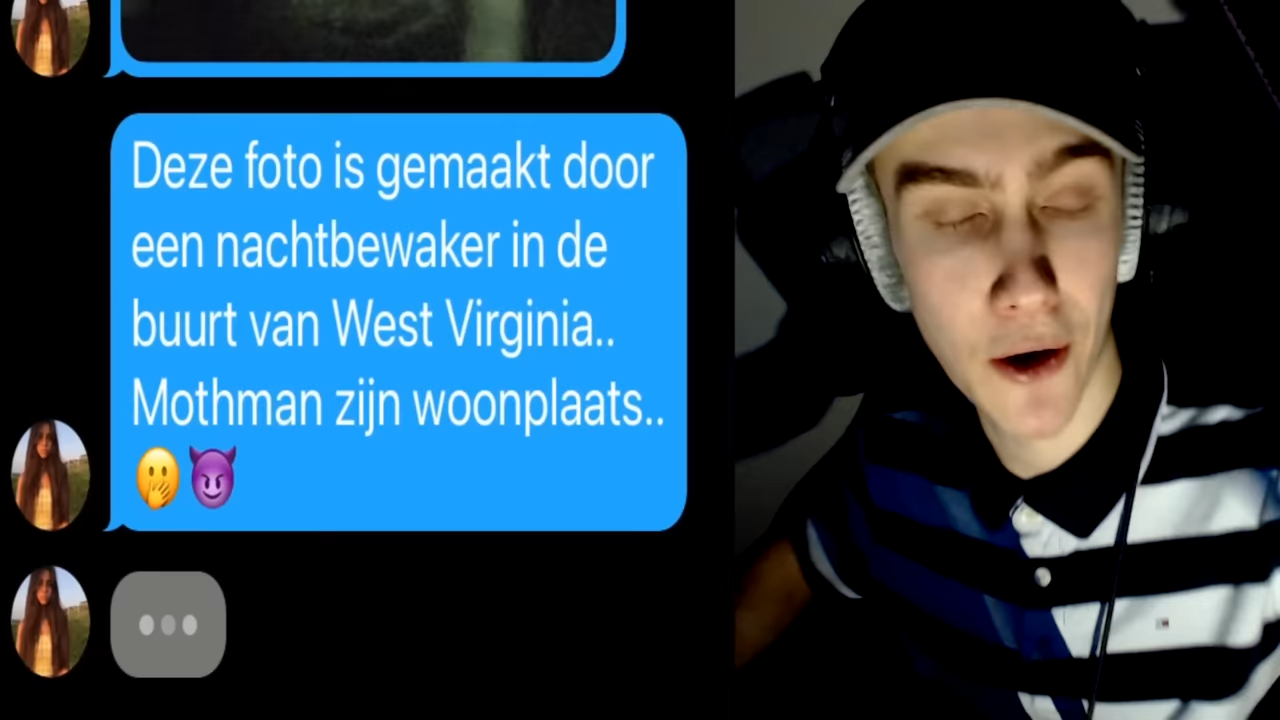 Deze foto is gemaakt door
een nachtbewaker in de
buurt van West Virginia..
Mothman zijn woonplaats..
🤭😈